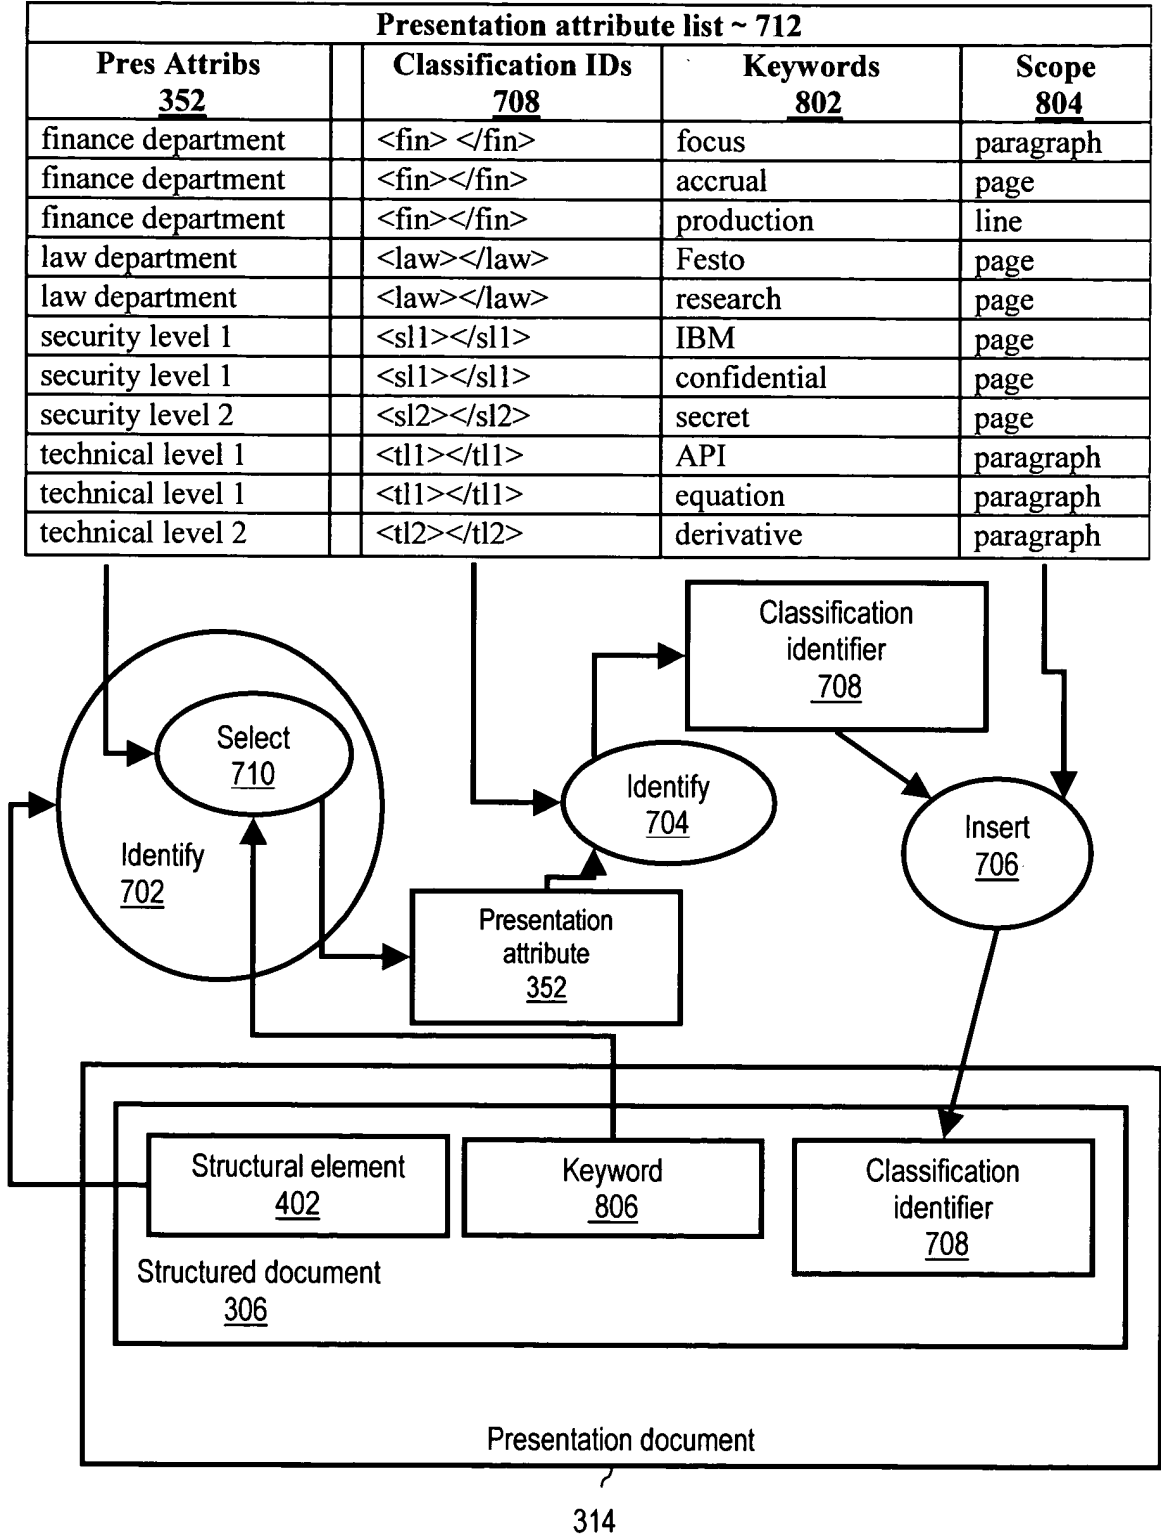 Presentation attribute list ~ 712
Pres Attribs Classification IDs Keywords Scope
352 708 802 804
finance department <fin> </fin> focus paragraph
finance department <fin></fin> accrual page
finance department <fin></fin> production line
law department <law></law> Festo page
law department <law></law> research page
security level 1 <sl1></sl1> IBM page
security level 1 <sl1></sl1> confidential page
security level 2 <sl2></sl2> secret page
technical level 1 <tl1></tl1> API paragraph
technical level 1 <tl1></tl1> equation paragraph
technical level 2 <tl2></tl2> derivative paragraph
Classification
identifier
708
Select
710
Identify
704
Insert
706
Identify
702
Presentation
attribute
352
Structural element
402
Keyword
806
Classification
identifier
708
Structured document
306
Presentation document
314